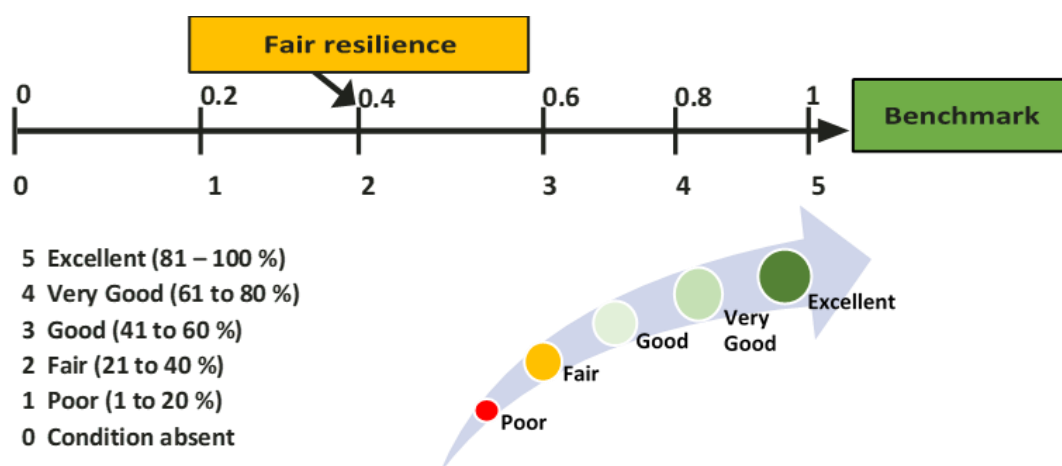 Fair resilience
0 0.2 0.4 0.6 0.8 1
Benchmark
0 1 2 3 4 5
5 Excellent (81 – 100 %)
4 Very Good (61 to 80 %)
3 Good (41 to 60 %)
2 Fair (21 to 40 %)
1 Poor (1 to 20 %)
0 Condition absent
Excellent
Very
Good
Good
Fair
Poor